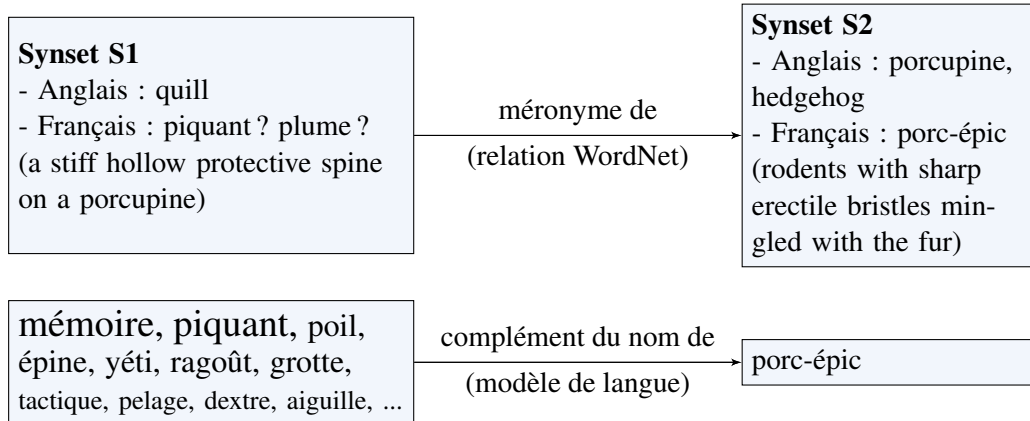 Synset S1
- Anglais : quill
- Français : piquant ? plume ?
(a stiff hollow protective spine
on a porcupine)
méronyme de
(relation WordNet)
Synset S2
- Anglais : porcupine,
hedgehog
- Français : porc-épic
(rodents with sharp
erectile bristles min-
gled with the fur)
mémoire, piquant, poil,
épine, yéti, ragoût, grotte,
tactique, pelage, dextre, aiguille, ...
complément du nom de
(modèle de langue)
porc-épic